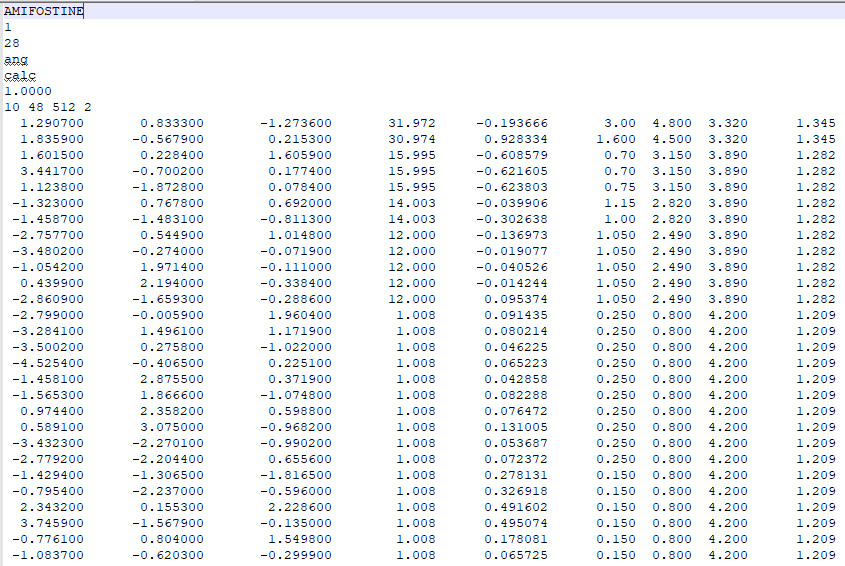 AMIFOSTINE
1
28
ang
calc
1.0000
10 48 512 2
1.290700 0.833300 -1.273600 31.972 -0.193666 3.00 4.800 3.320 1.345
1.835900 -0.567900 0.215300 30.974 0.928334 1.600 4.500 3.320 1.345
1.601500 0.228400 1.605900 15.995 -0.608579 0.70 3.150 3.890 1.282
3.441700 -0.700200 0.177400 15.995 -0.621605 0.70 3.150 3.890 1.282
1.123800 -1.872800 0.078400 15.995 -0.623803 0.75 3.150 3.890 1.282
-1.323000 0.767800 0.692000 14.003 -0.039906 1.15 2.820 3.890 1.282
-1.458700 -1.483100 -0.811300 14.003 -0.302638 1.00 2.820 3.890 1.282
-2.757700 0.544900 1.014800 12.000 -0.136973 1.050 2.490 3.890 1.282
-3.480200 -0.274000 -0.071900 12.000 -0.019077 1.050 2.490 3.890 1.282
-1.054200 1.971400 -0.111000 12.000 -0.040526 1.050 2.490 3.890 1.282
0.439900 2.194000 -0.338400 12.000 -0.014244 1.050 2.490 3.890 1.282
-2.860900 -1.659300 -0.288600 12.000 0.095374 1.050 2.490 3.890 1.282
-2.799000 -0.005900 1.960400 1.008 0.091435 0.250 0.800 4.200 1.209
-3.284100 1.496100 1.171900 1.008 0.080214 0.250 0.800 4.200 1.209
-3.500200 0.275800 -1.022000 1.008 0.046225 0.250 0.800 4.200 1.209
-4.525400 -0.406500 0.225100 1.008 0.065223 0.250 0.800 4.200 1.209
-1.458100 2.875500 0.371900 1.008 0.042858 0.250 0.800 4.200 1.209
-1.565300 1.866600 -1.074800 1.008 0.082288 0.250 0.800 4.200 1.209
0.974400 2.358200 0.598800 1.008 0.076472 0.250 0.800 4.200 1.209
0.589100 3.075000 -0.968200 1.008 0.131005 0.250 0.800 4.200 1.209
-3.432300 -2.270100 -0.990200 1.008 0.053687 0.250 0.800 4.200 1.209
-2.779200 -2.204400 0.655600 1.008 0.072372 0.250 0.800 4.200 1.209
-1.429400 -1.306500 -1.816500 1.008 0.278131 0.150 0.800 4.200 1.209
-0.795400 -2.237000 -0.596000 1.008 0.326918 0.150 0.800 4.200 1.209
2.343200 0.155300 2.228600 1.008 0.491602 0.150 0.800 4.200 1.209
3.745900 -1.567900 -0.135000 1.008 0.495074 0.150 0.800 4.200 1.209
-0.776100 0.804000 1.549800 1.008 0.178081 0.150 0.800 4.200 1.209
-1.083700 -0.620300 -0.299900 1.008 0.065725 0.150 0.800 4.200 1.209